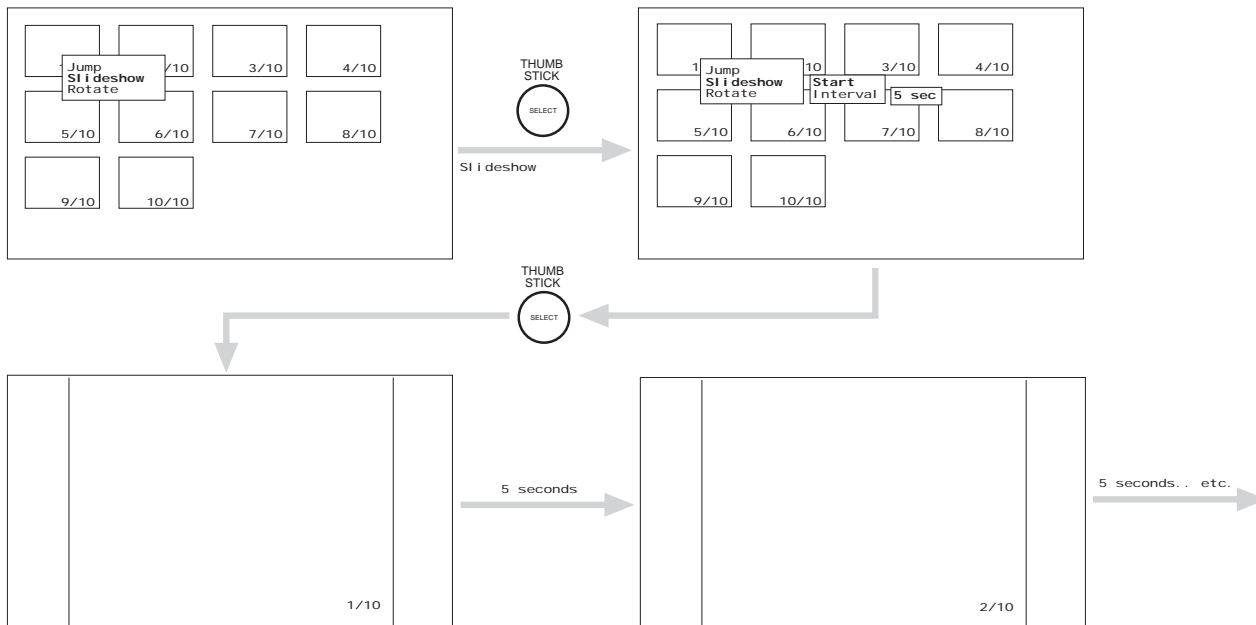 1
/10
3/10
4/10
Jump
Slideshow
Rotate
5/10
6/10
7/10
8/10
9/10
10/10
THUMB
STICK
SELECT
Slideshow
1
10
3/10
4/10
Jump
Slideshow
Rotate
Start
Interval
5 sec
5/10
6/10
7/10
8/10
9/10
10/10
THUMB
STICK
SELECT
1/10
5 seconds
2/10
5 seconds.. etc.